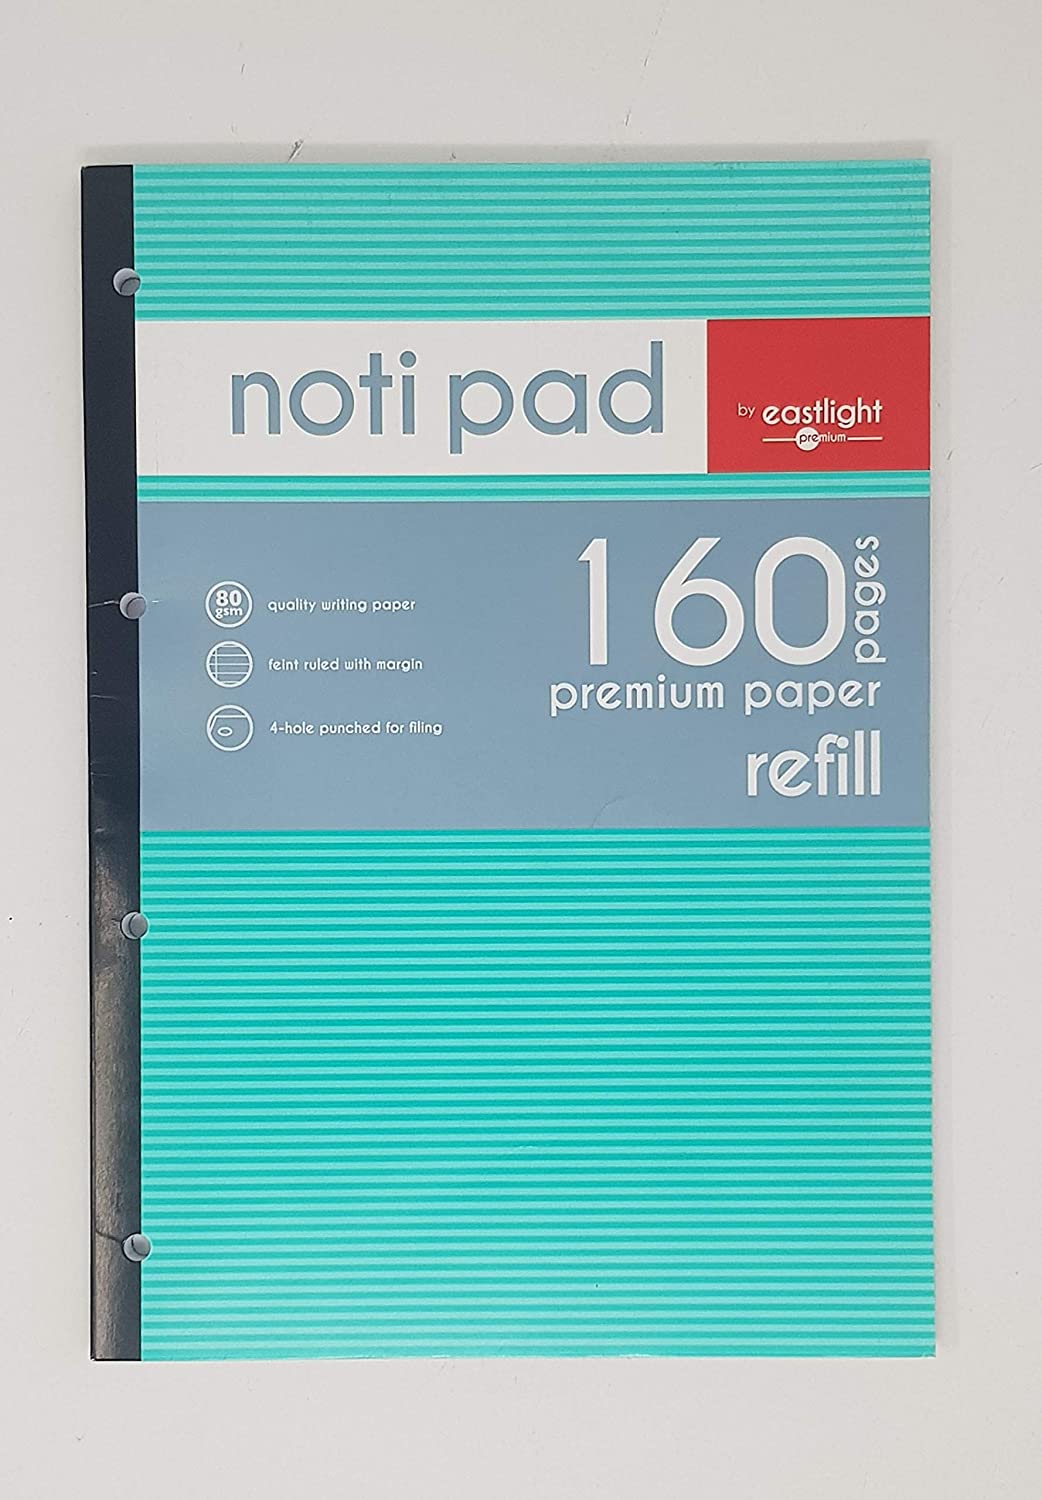 noti pad
by eastlight
premium
160 pages
premium paper
refill
80
gsm
quality writing paper
feint ruled with margin
4-hole punched for filing